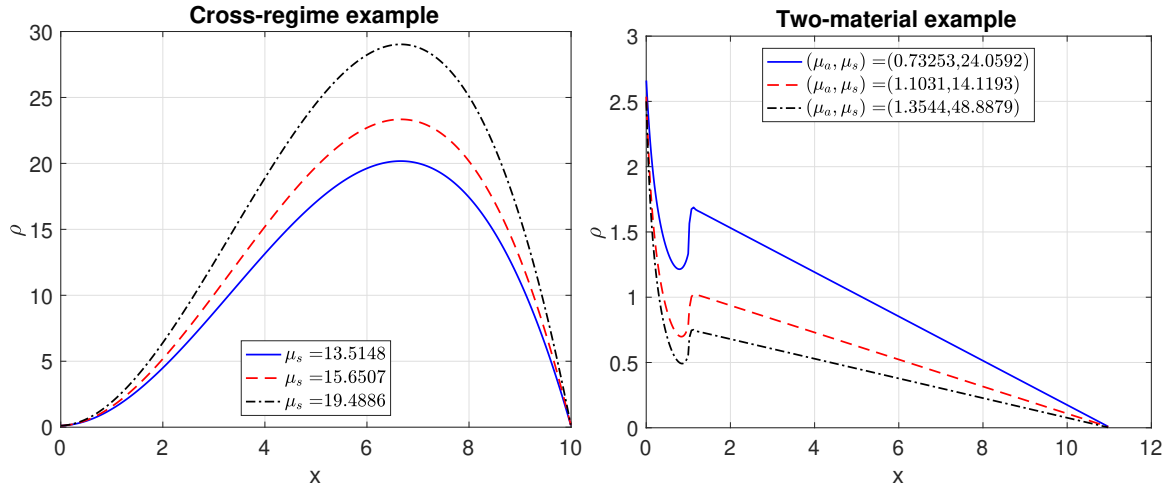 Cross-regime example
30
25
20
15
10
5
0
ρ
0 2 4 6 8 10
x
μs =13.5148
μs =15.6507
μs =19.4886
Two-material example
3
2.5
2
1.5
1
0.5
0
ρ
0 2 4 6 8 10 12
x
(μa, μs) =(0.73253,24.0592)
(μa, μs) =(1.1031,14.1193)
(μa, μs) =(1.3544,48.8879)